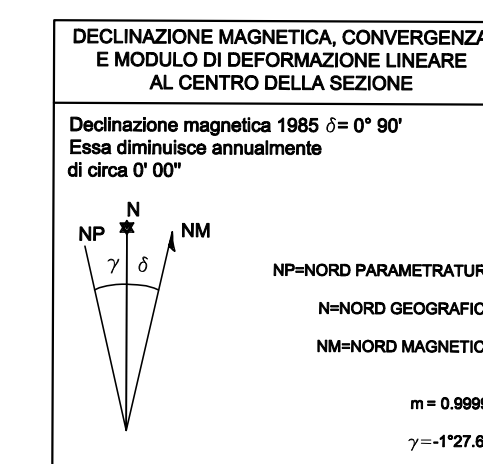 DECLINAZIONE MAGNETICA, CONVERGENZA
E MODULO DI DEFORMAZIONE LINEARE
AL CENTRO DELLA SEZIONE
Declinazione magnetica 1985 δ= 0° 90'
Essa diminuisce annualmente
di circa 0' 00"
N
NP NM
γ δ
NP=NORD PARAMETRATUR
N=NORD GEOGRAFIC
NM=NORD MAGNETIC
m = 0.9999
γ=-1°27.6